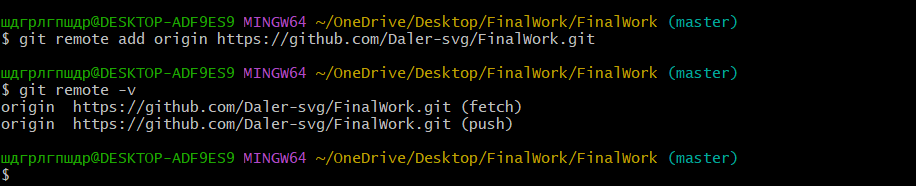 щдгрлгпщдр@DESKTOP-ADF9ES9 MINGW64 ~/OneDrive/Desktop/FinalWork/FinalWork (master)
$ git remote add origin https://github.com/Daler-svg/FinalWork.git
щдгрлгпщдр@DESKTOP-ADF9ES9 MINGW64 ~/OneDrive/Desktop/FinalWork/FinalWork (master)
$ git remote -v
origin  https://github.com/Daler-svg/FinalWork.git (fetch)
origin  https://github.com/Daler-svg/FinalWork.git (push)
щдгрлгпщдр@DESKTOP-ADF9ES9 MINGW64 ~/OneDrive/Desktop/FinalWork/FinalWork (master)
$